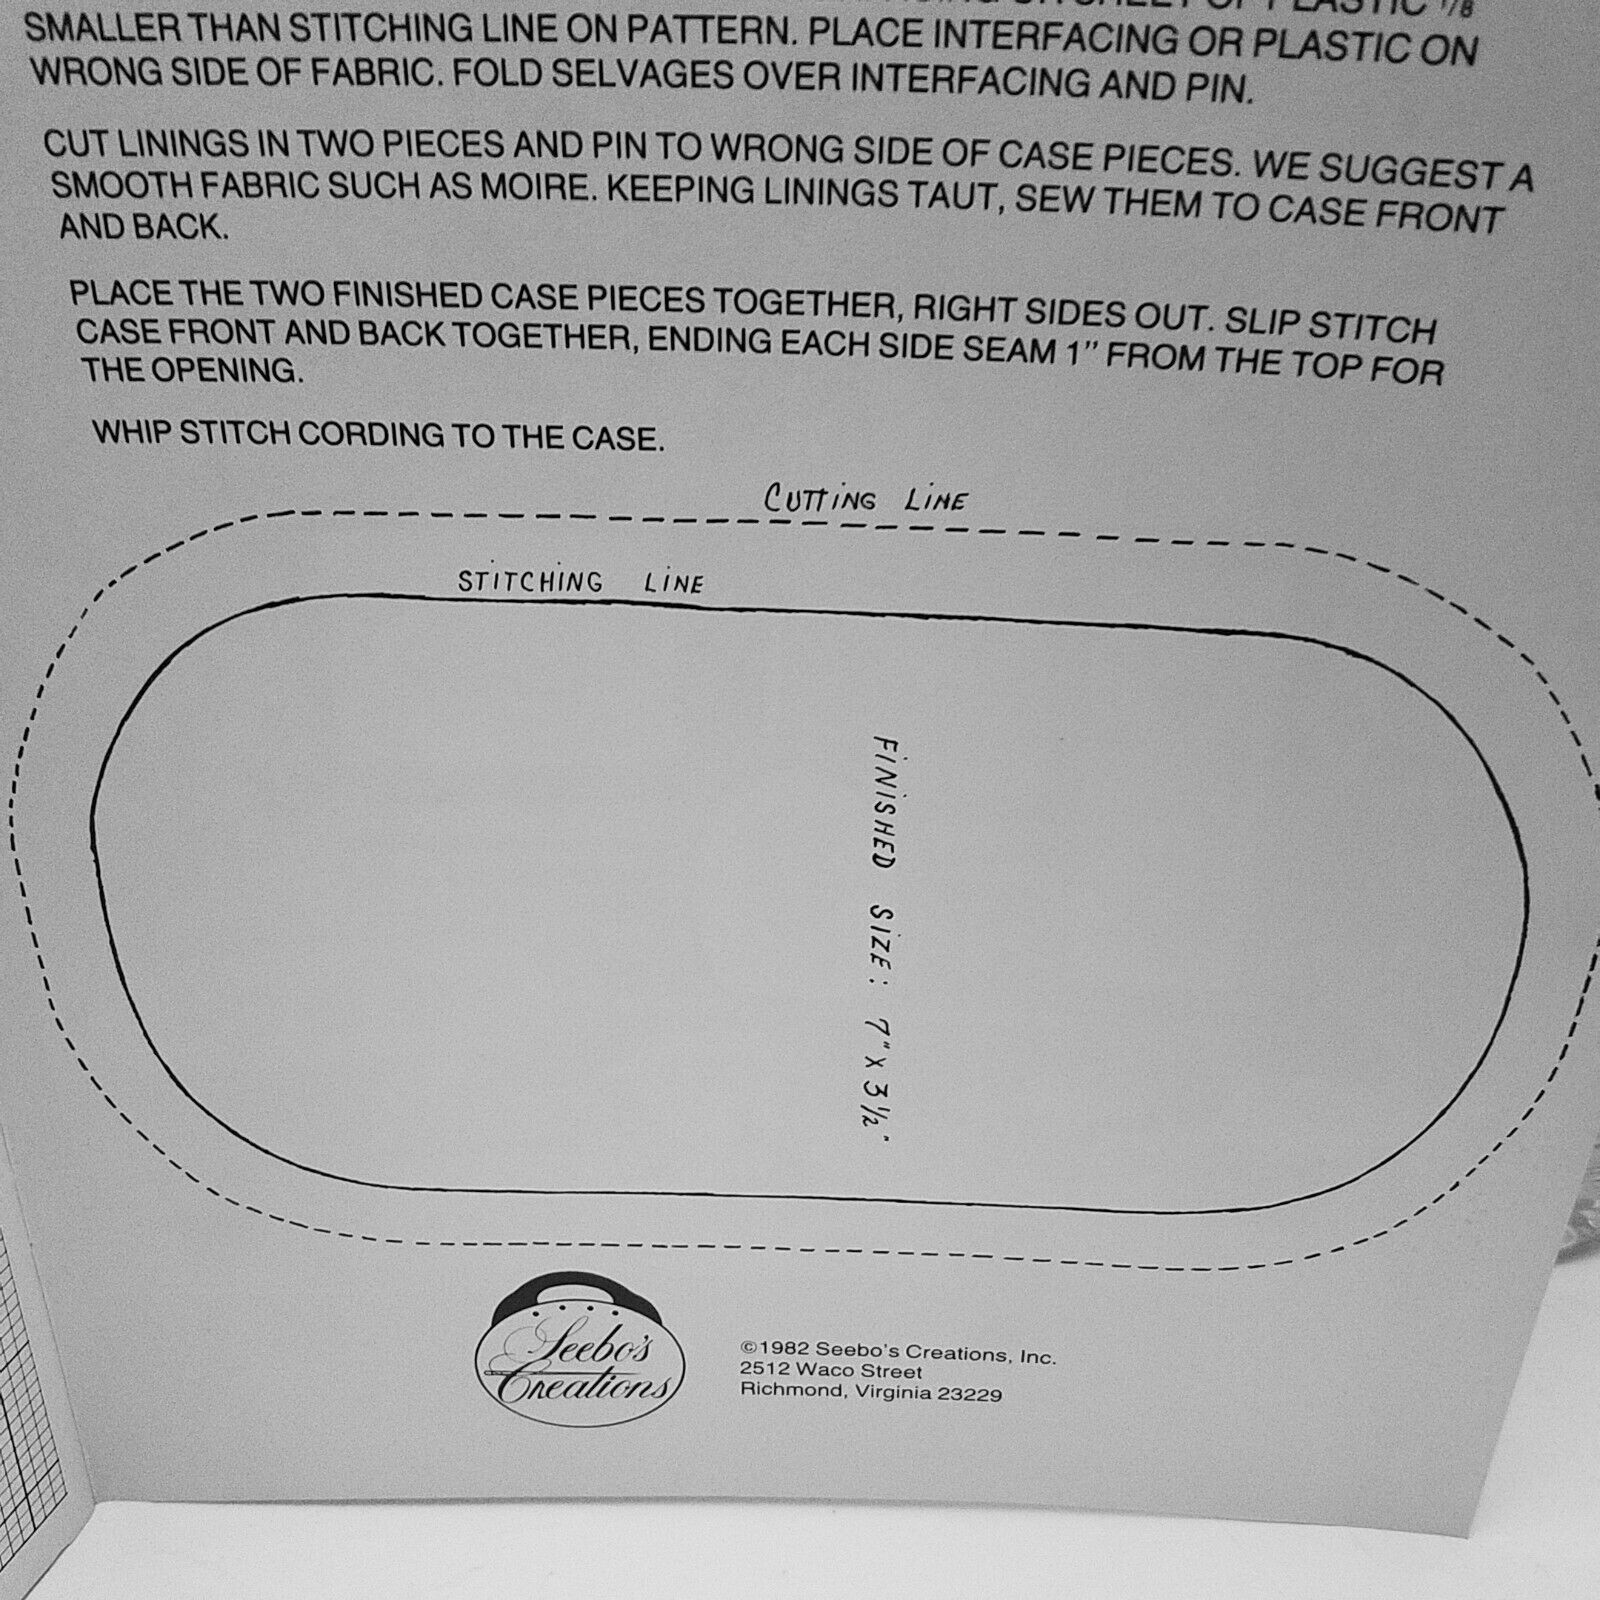 PLASTIC 1/8
SMALLER THAN STITCHING LINE ON PATTERN. PLACE INTERFACING OR PLASTIC ON
WRONG SIDE OF FABRIC. FOLD SELVAGES OVER INTERFACING AND PIN.
CUT LININGS IN TWO PIECES AND PIN TO WRONG SIDE OF CASE PIECES. WE SUGGEST A
SMOOTH FABRIC SUCH AS MOIRE. KEEPING LININGS TAUT, SEW THEM TO CASE FRONT
AND BACK.
PLACE THE TWO FINISHED CASE PIECES TOGETHER, RIGHT SIDES OUT. SLIP STITCH
CASE FRONT AND BACK TOGETHER, ENDING EACH SIDE SEAM 1" FROM THE TOP FOR
THE OPENING.
WHIP STITCH CORDING TO THE CASE.
CUTTING LINE
STITCHING LINE
FINISHED SIZE: 7" X 3½"
Seebo's
Creations
©1982 Seebo's Creations, Inc.
2512 Waco Street
Richmond, Virginia 23229